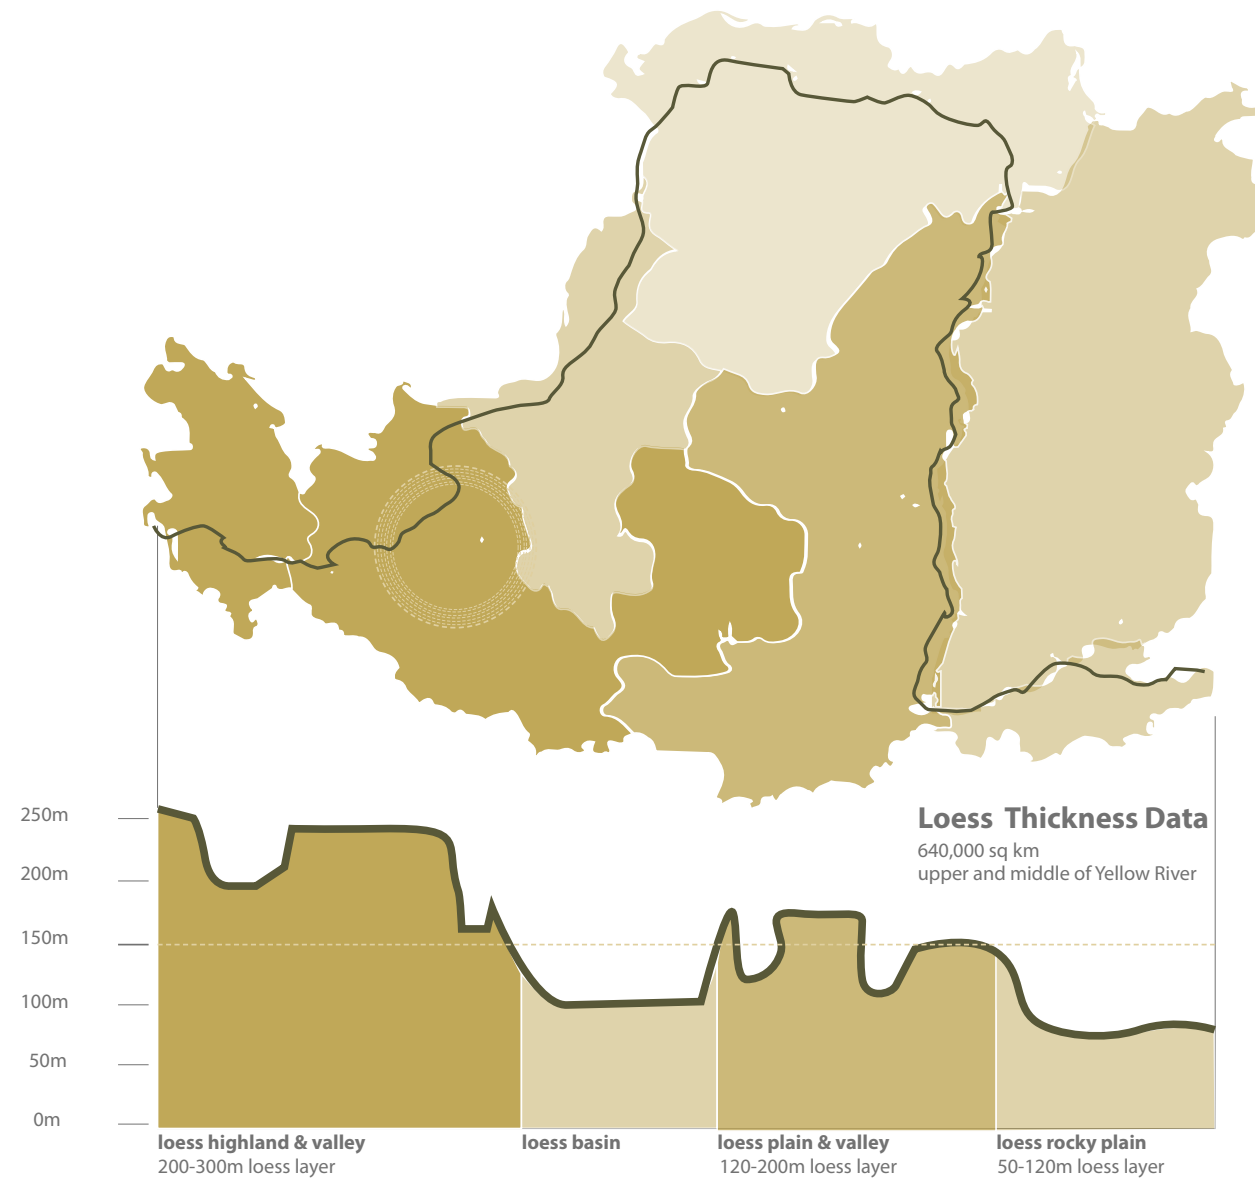 Loess Thickness Data
640,000 sq km
upper and middle of Yellow River
250m
200m
150m
100m
50m
0m
loess highland & valley
200-300m loess layer
loess basin
loess plain & valley
120-200m loess layer
loess rocky plain
50-120m loess layer